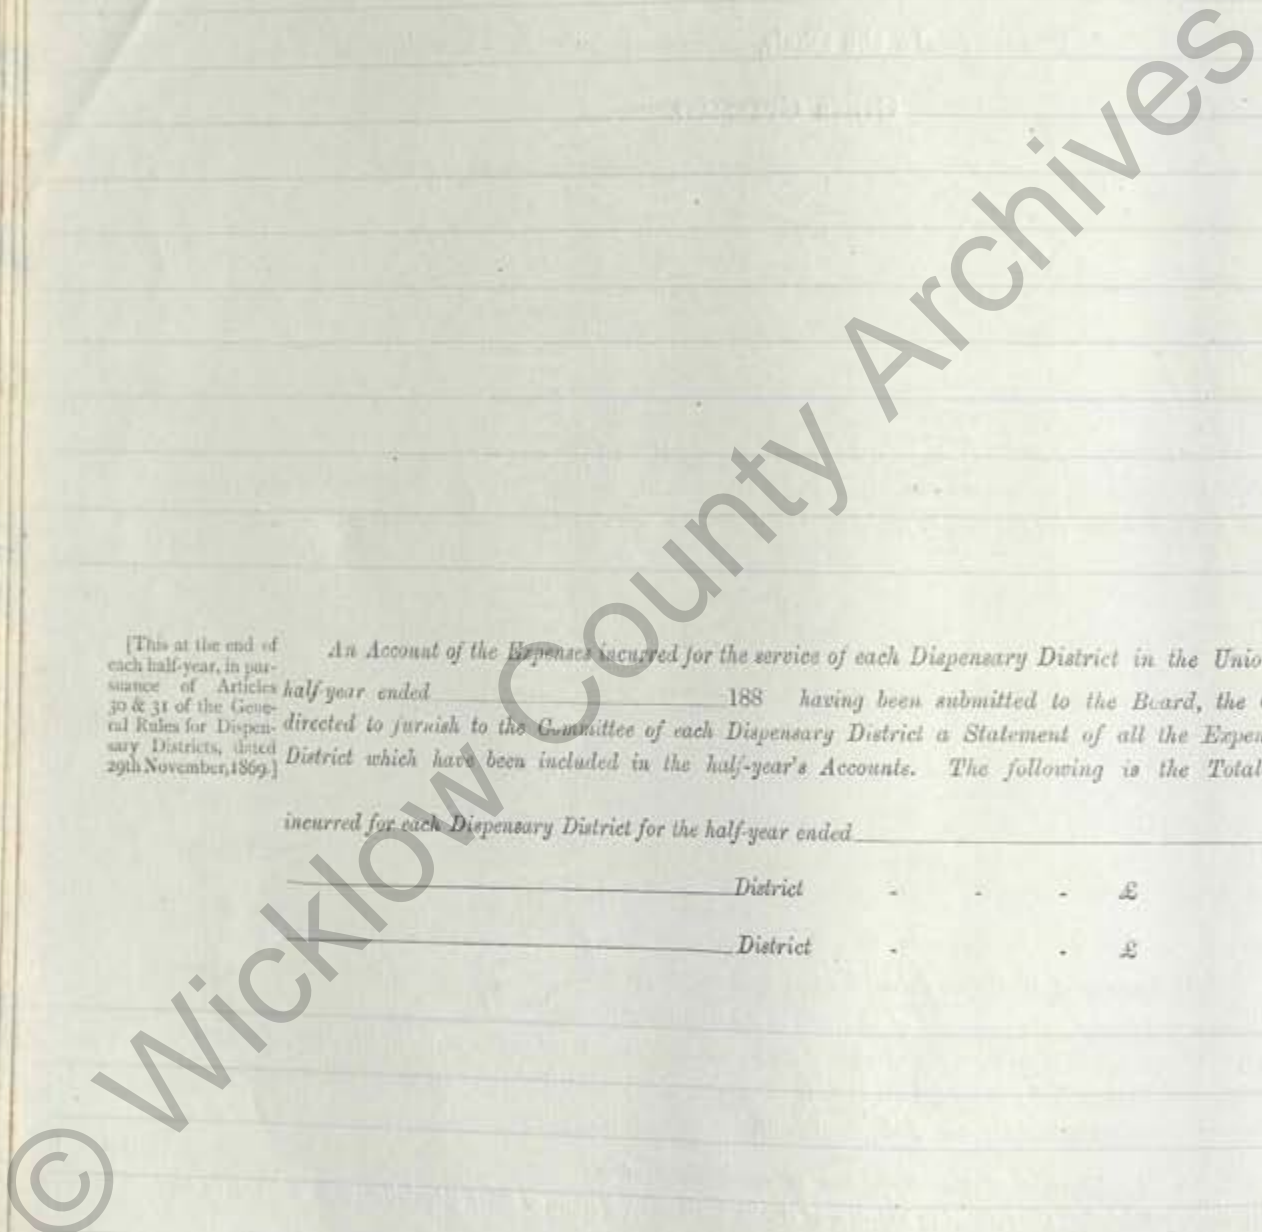 [This at the end of
each half-year, in pur-
suance of Articles
30 & 31 of the Gene-
ral Rules for Dispen-
sary Districts, dated
29th November, 1869.]
An Account of the Expenses incurred for the service of each Dispensary District in the Unio
half-year ended 188 having been submitted to the Board, the
directed to furnish to the Committee of each Dispensary District a Statement of all the Expen
District which have been included in the half-year's Accounts. The following is the Total
incurred for each Dispensary District for the half-year ended
District - - - £
District - - £
© Wicklow County Archives